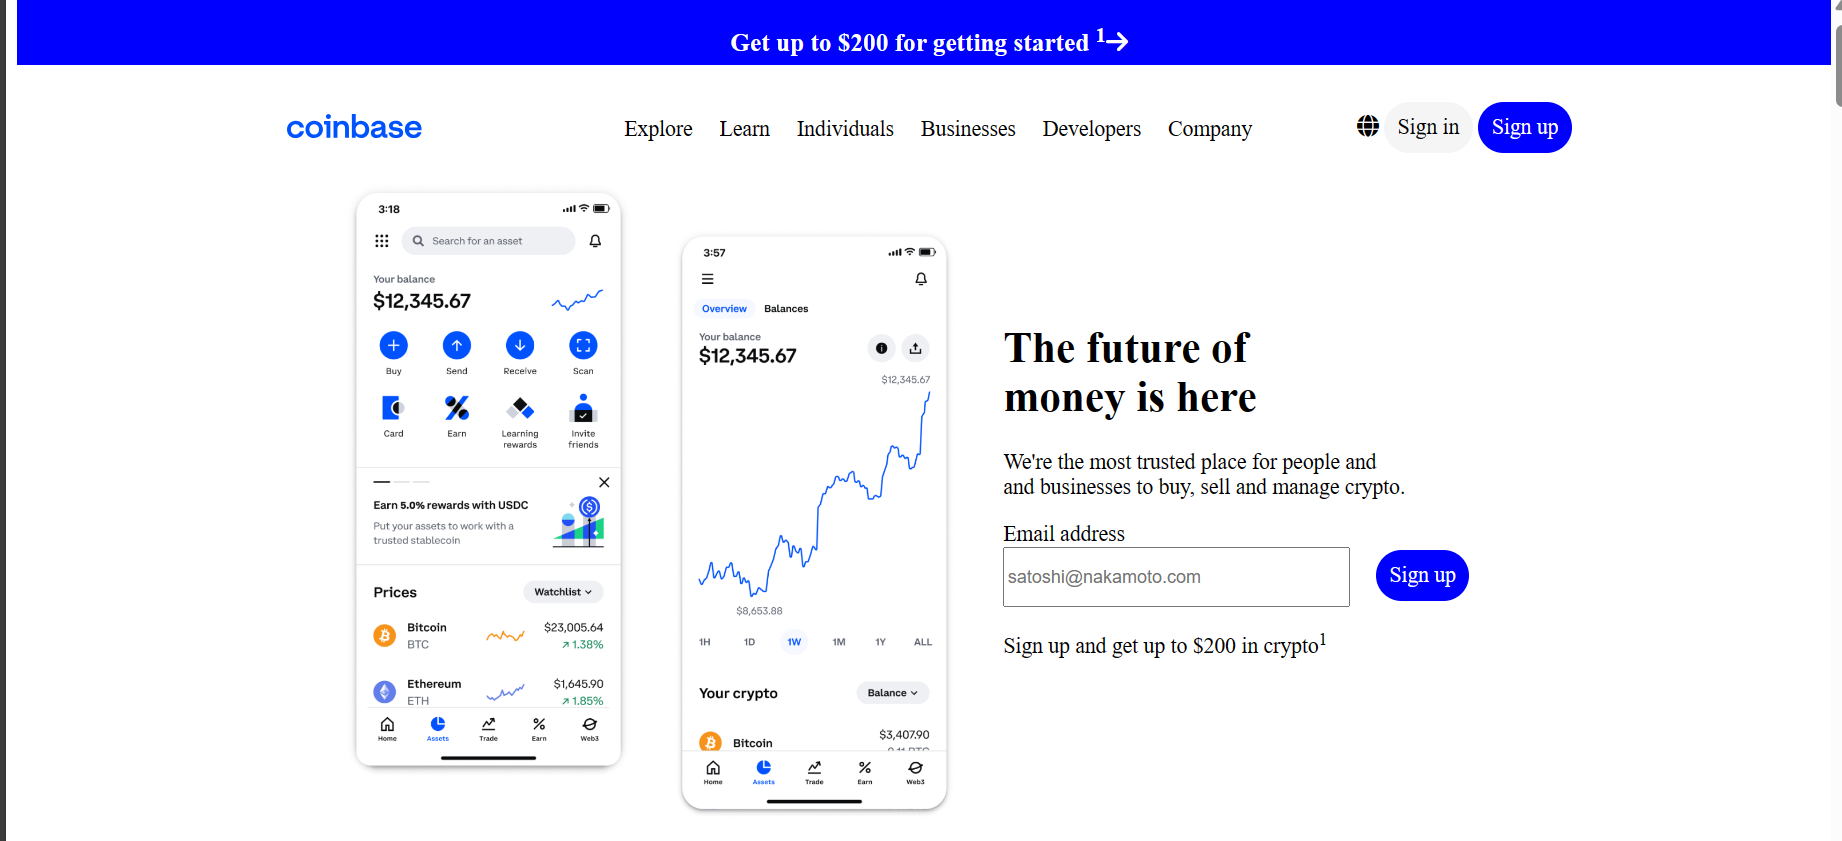 Get up to $200 for getting started ¹→
coinbase
Explore Learn Individuals Businesses Developers Company
Sign in Sign up
3:18
Search for an asset
Your balance
$12,345.67
Buy Send Receive Scan
Card Earn Learning rewards Invite friends
Earn 5.0% rewards with USDC
Put your assets to work with a
trusted stablecoin
Prices Watchlist
Bitcoin $23,005.64
BTC ↗ 1.38%
Ethereum $1,645.90
ETH ↗ 1.85%
Home Assets Trade Earn Web3
3:57
Overview Balances
Your balance
$12,345.67
$12,345.67
$8,653.88
1H 1D 1W 1M 1Y ALL
Your crypto Balance
Bitcoin $3,407.90
Home Assets Trade Earn Web3
The future of
money is here
We're the most trusted place for people and
and businesses to buy, sell and manage crypto.
Email address
satoshi@nakamoto.com
Sign up
Sign up and get up to $200 in crypto¹